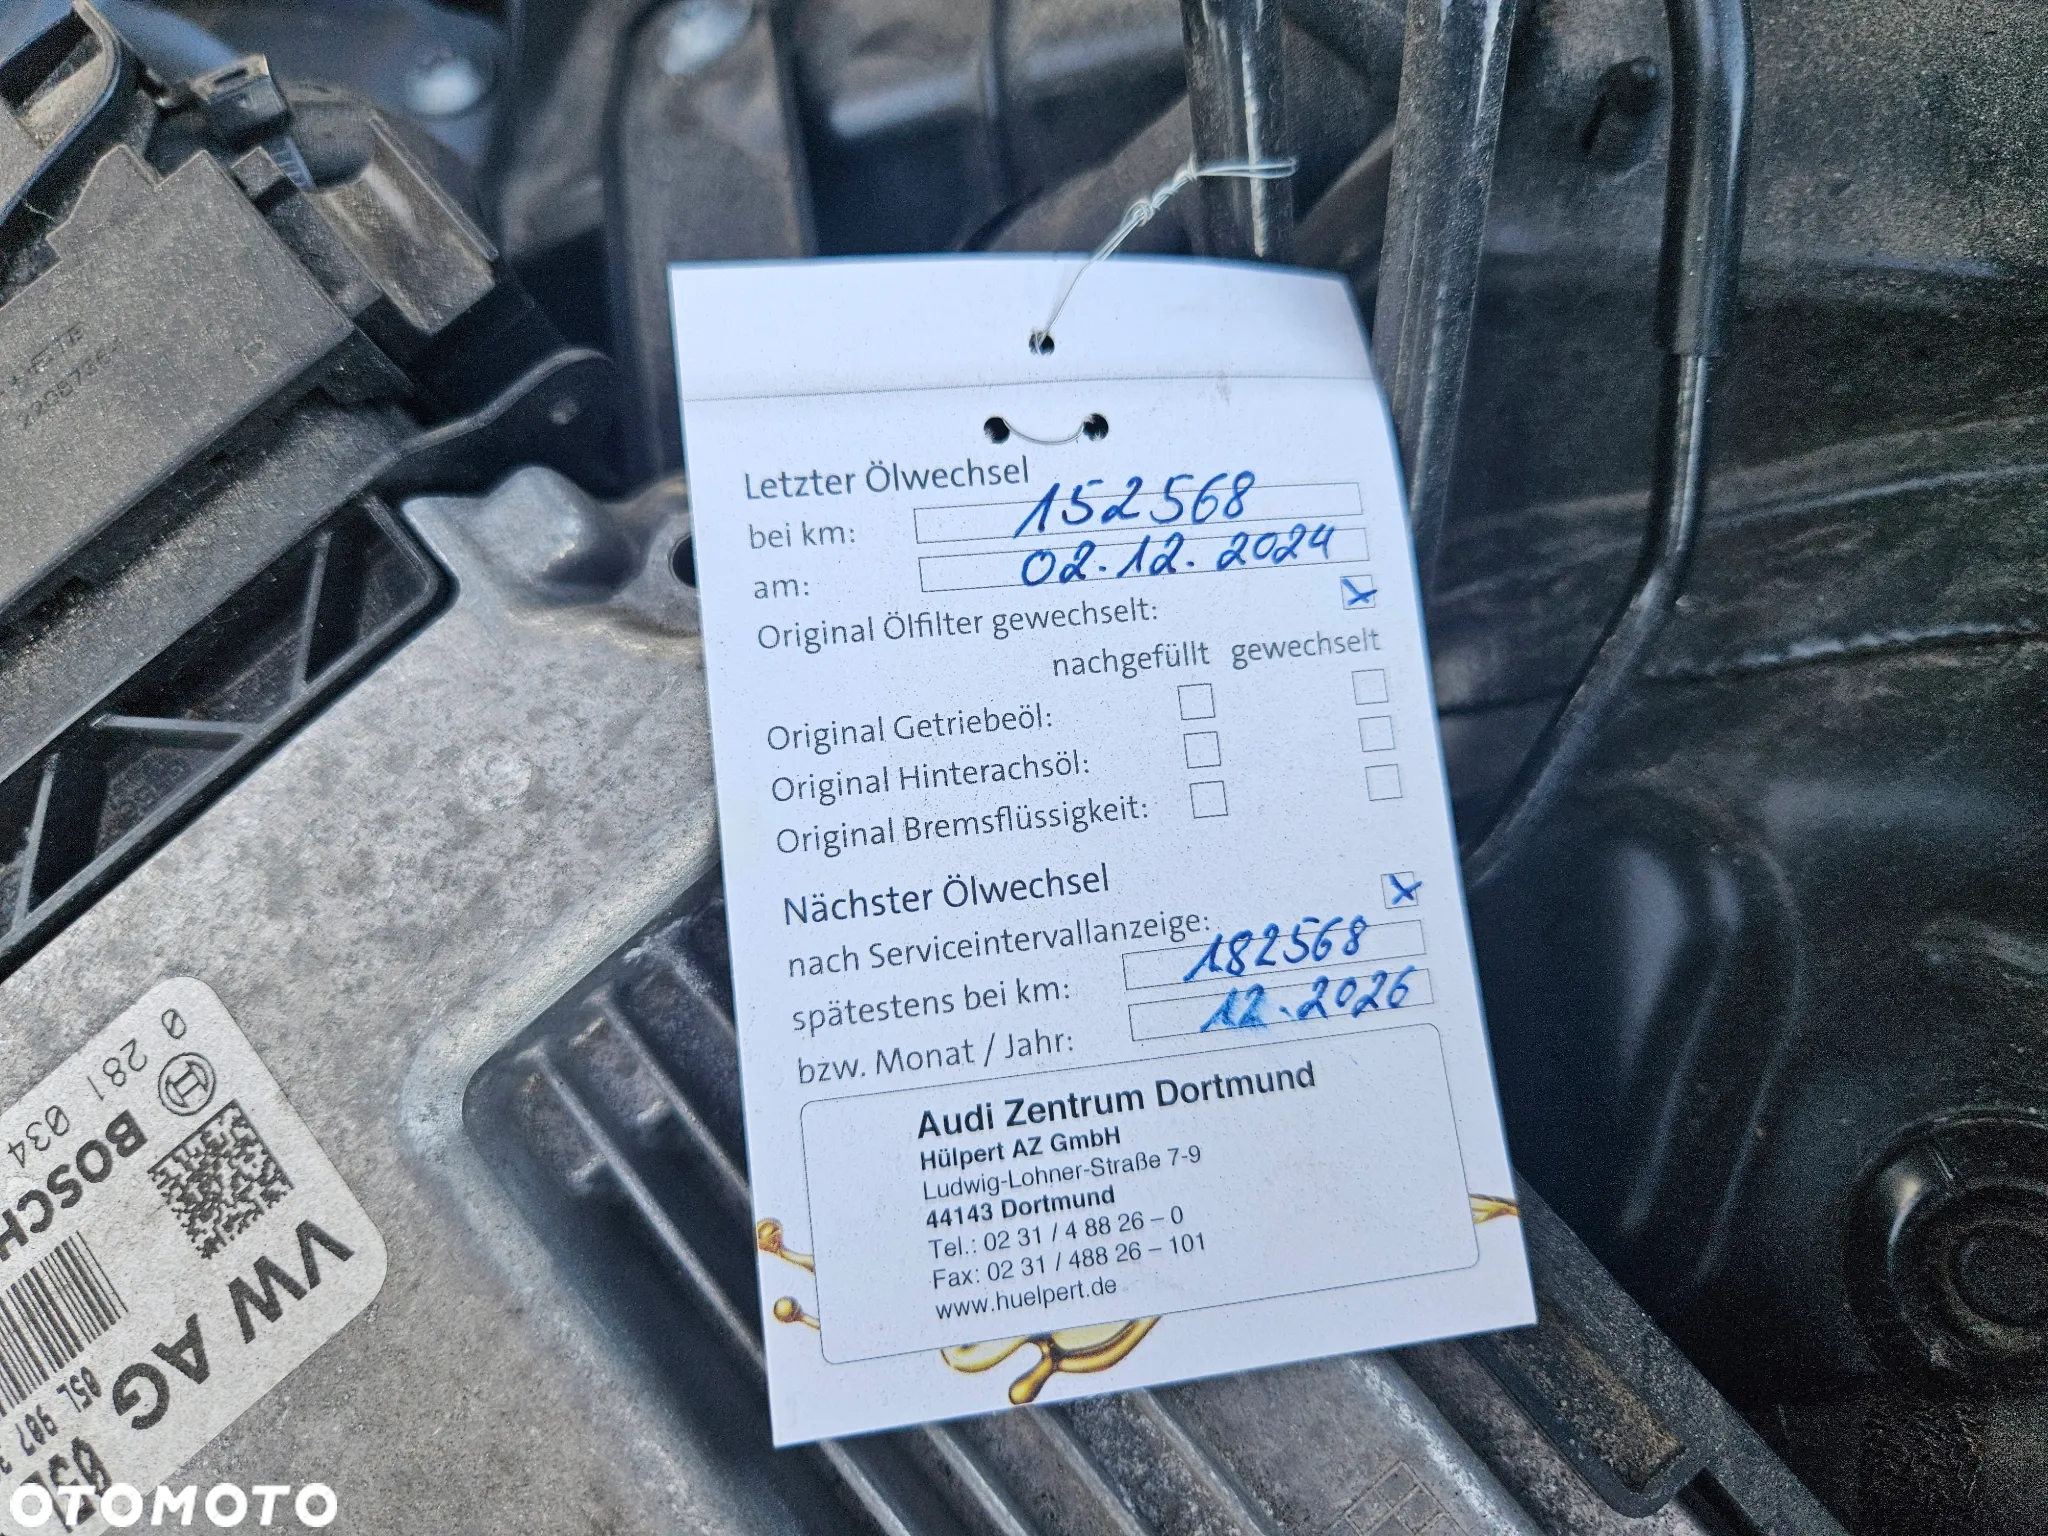 Letzter Ölwechsel
bei km: 152568
am: 02.12.2024
Original Ölfilter gewechselt:
nachgefüllt gewechselt
Original Getriebeöl:
Original Hinterachsöl:
Original Bremsflüssigkeit:
Nächster Ölwechsel
nach Serviceintervallanzeige:
spätestens bei km: 182568
bzw. Monat / Jahr: 12.2026
Audi Zentrum Dortmund
Hülpert AZ GmbH
Ludwig-Lohner-Straße 7-9
44143 Dortmund
Tel.: 02 31 / 4 88 26 – 0
Fax: 02 31 / 488 26 – 101
www.huelpert.de
0 281 034
BOSCH
VW AG
05L 907
OTOMOTO